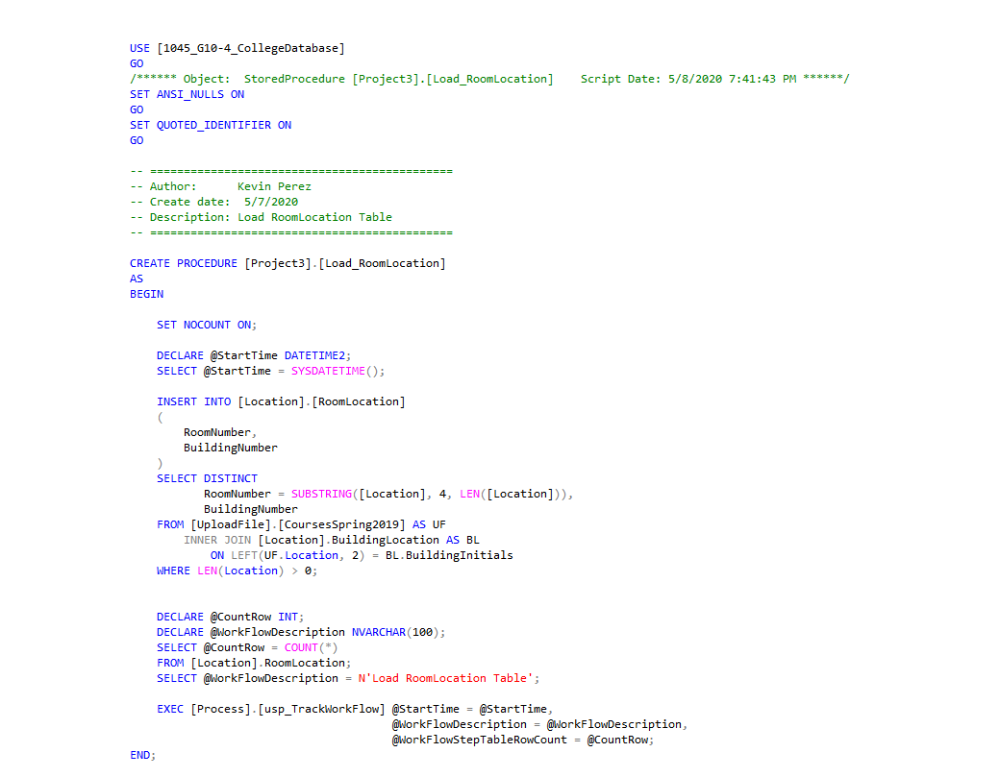 USE [1045_G10-4_CollegeDatabase]
GO
/****** Object:  StoredProcedure [Project3].[Load_RoomLocation]    Script Date: 5/8/2020 7:41:43 PM ******/
SET ANSI_NULLS ON
GO
SET QUOTED_IDENTIFIER ON
GO
-- =============================================
-- Author:      Kevin Perez
-- Create date:  5/7/2020
-- Description: Load RoomLocation Table
-- =============================================
CREATE PROCEDURE [Project3].[Load_RoomLocation]
AS
BEGIN
    SET NOCOUNT ON;
    DECLARE @StartTime DATETIME2;
    SELECT @StartTime = SYSDATETIME();
    INSERT INTO [Location].[RoomLocation]
    (
        RoomNumber,
        BuildingNumber
    )
    SELECT DISTINCT
           RoomNumber = SUBSTRING([Location], 4, LEN([Location])),
           BuildingNumber
    FROM [UploadFile].[CoursesSpring2019] AS UF
        INNER JOIN [Location].BuildingLocation AS BL
            ON LEFT(UF.Location, 2) = BL.BuildingInitials
    WHERE LEN(Location) > 0;
    DECLARE @CountRow INT;
    DECLARE @WorkFlowDescription NVARCHAR(100);
    SELECT @CountRow = COUNT(*)
    FROM [Location].RoomLocation;
    SELECT @WorkFlowDescription = N'Load RoomLocation Table';
    EXEC [Process].[usp_TrackWorkFlow] @StartTime = @StartTime,
                                       @WorkFlowDescription = @WorkFlowDescription,
                                       @WorkFlowStepTableRowCount = @CountRow;
END;